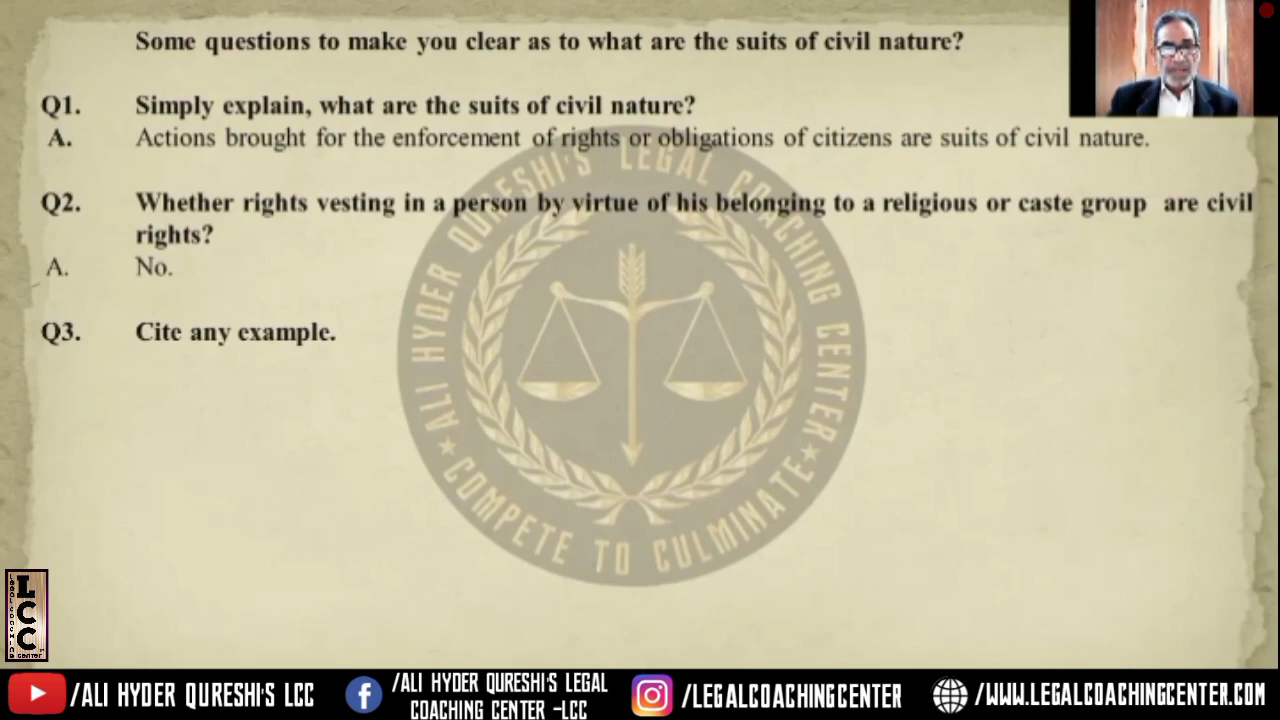 Some questions to make you clear as to what are the suits of civil nature?
Q1. Simply explain, what are the suits of civil nature?
A. Actions brought for the enforcement of rights or obligations of citizens are suits of civil nature.
Q2. Whether rights vesting in a person by virtue of his belonging to a religious or caste group are civil
rights?
A. No.
Q3. Cite any example.
ALI HYDER QURESHI'S LEGAL COACHING CENTER
COMPETE TO CULMINATE
LCC
/ALI HYDER QURESHI'S LCC
/ALI HYDER QURESHI'S LEGAL
COACHING CENTER -LCC
/LEGALCOACHINGCENTER
/WWW.LEGALCOACHINGCENTER.COM